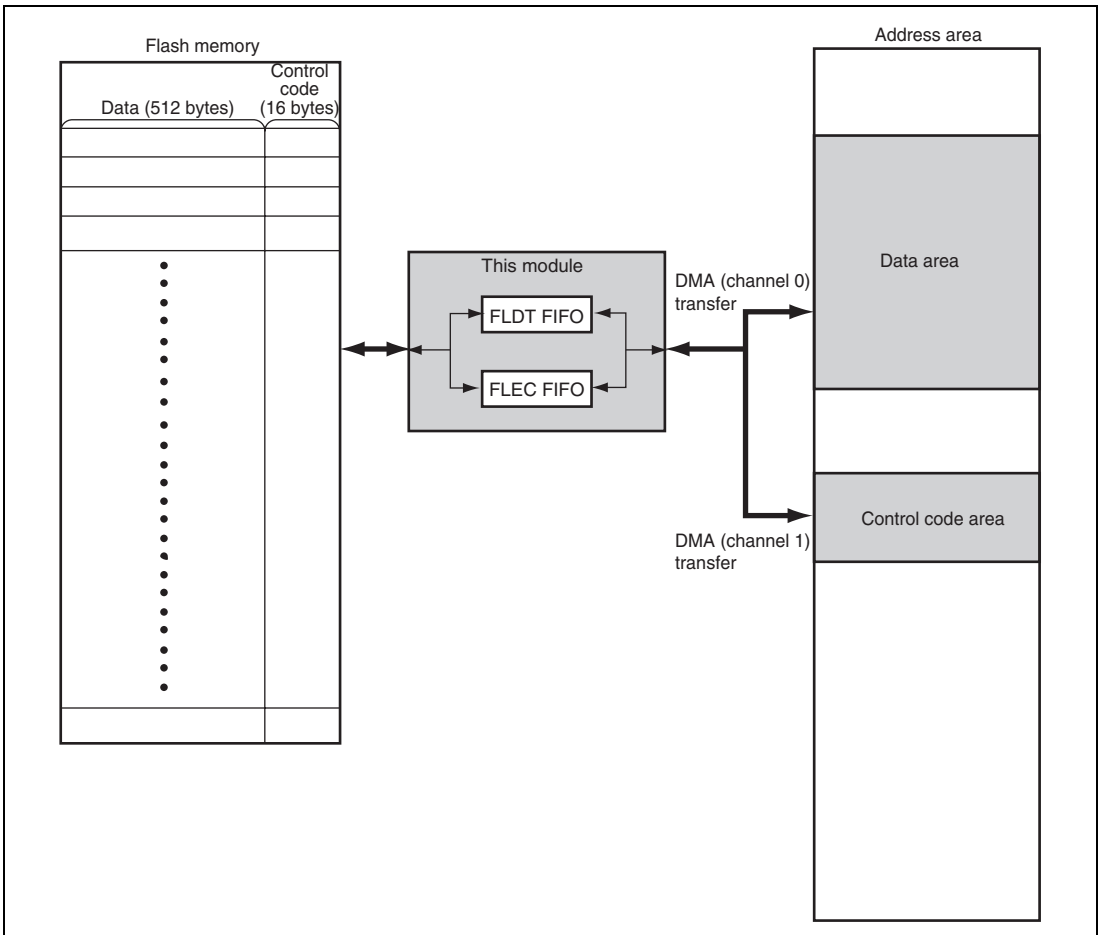 Flash memory
Control
code
Data (512 bytes)
(16 bytes)
This module
FLDT FIFO
FLEC FIFO
DMA (channel 0)
transfer
DMA (channel 1)
transfer
Address area
Data area
Control code area